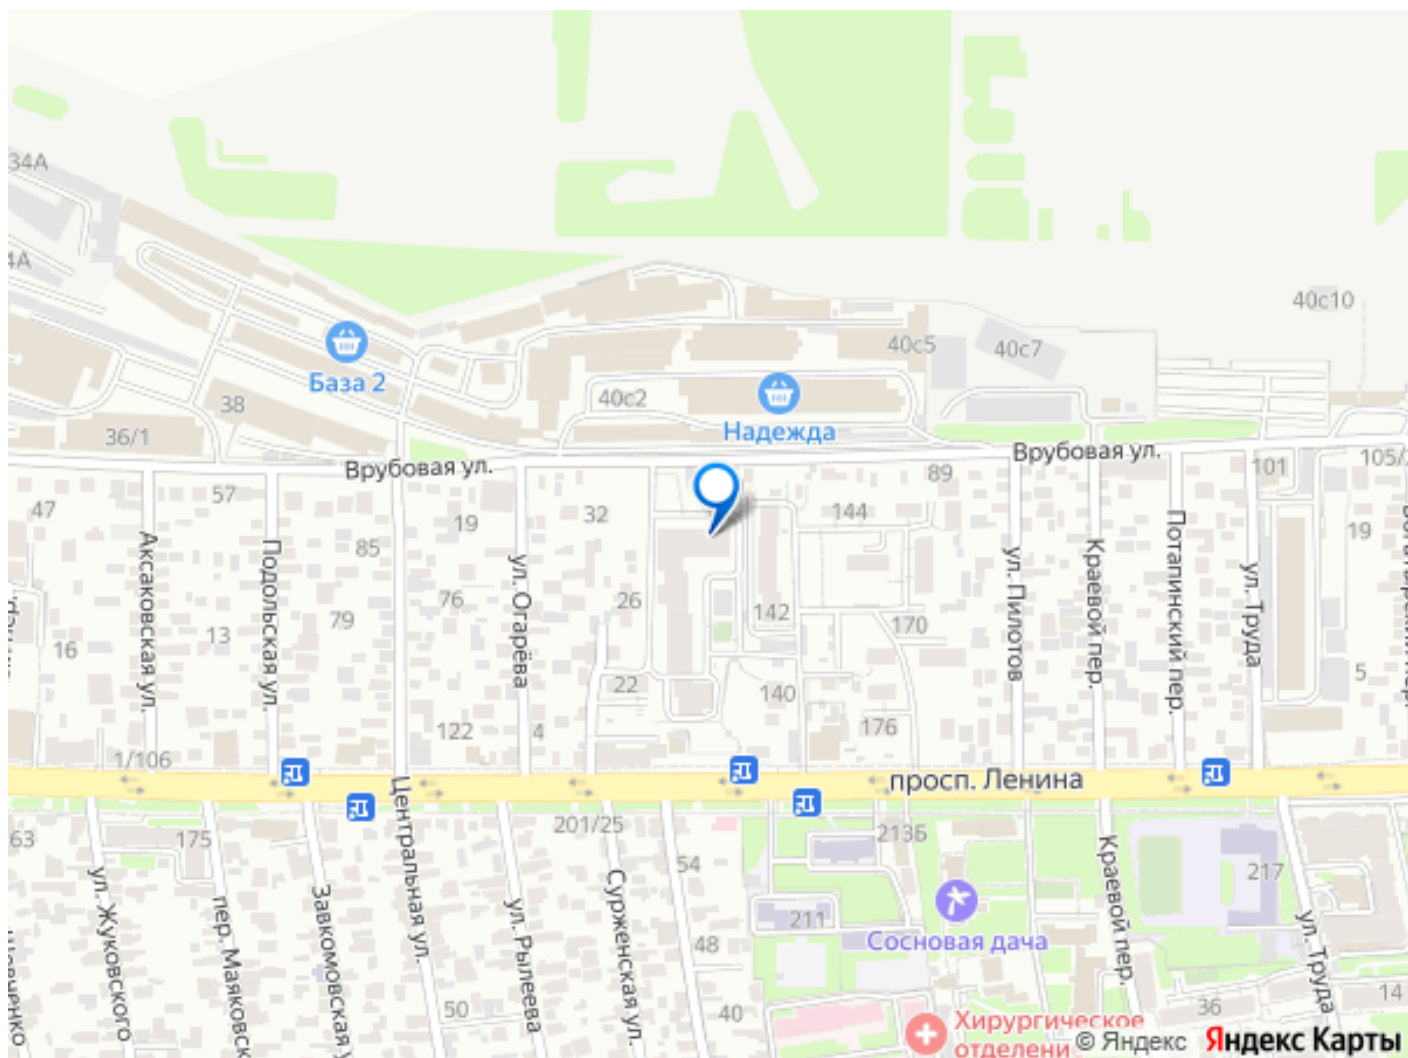 34А
4А
40с10
База 2
40с5
40с7
38
40с2
Надежда
36/1
Врубовая ул.
Врубовая ул.
89
101
47
57
19
85
32
144
19
Аксаковская ул.
Подольская ул.
ул. Огарёва
ул. Пилотов
Краевой пер.
Потапинский пер.
ул. Труда
76
26
142
170
79
13
16
22
140
5
176
122
4
1/106
просп. Ленина
Центральная ул.
63
175
201/25
54
217
ул. Жуковского
пер. Маяковск
Завкомовская у
ул. Рылеева
Сурженская ул.
Краевой пер.
ул. Труда
211
48
Сосновая дача
50
40
36
14
Хирургическое
отделени
© Яндекс
Яндекс Карты